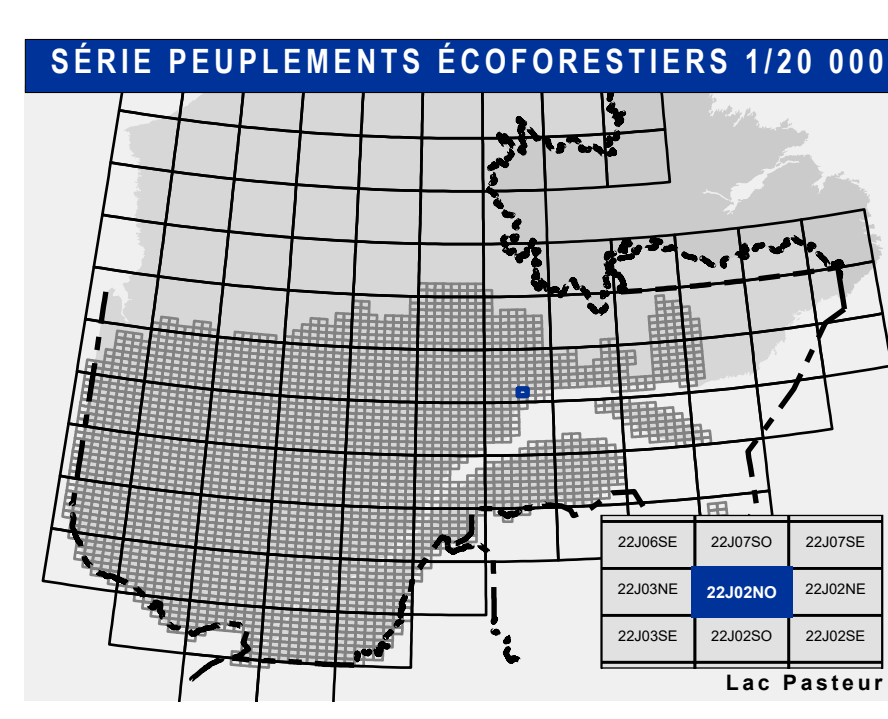 SÉRIE PEUPLEMENTS ÉCOFORESTIERS 1/20 000
22J06SE 22J07SO 22J07SE
22J03NE 22J02NO 22J02NE
22J03SE 22J02SO 22J02SE
Lac Pasteur